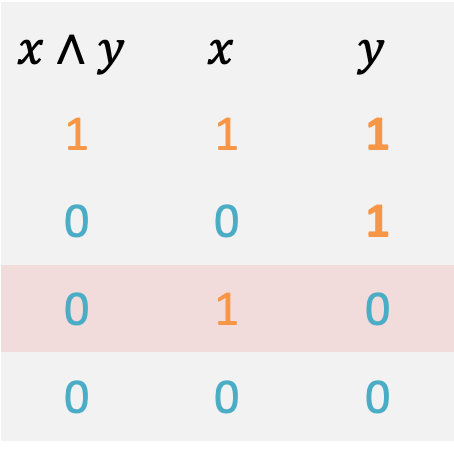 x ∧ y x y
1 1 1
0 0 1
0 1 0
0 0 0